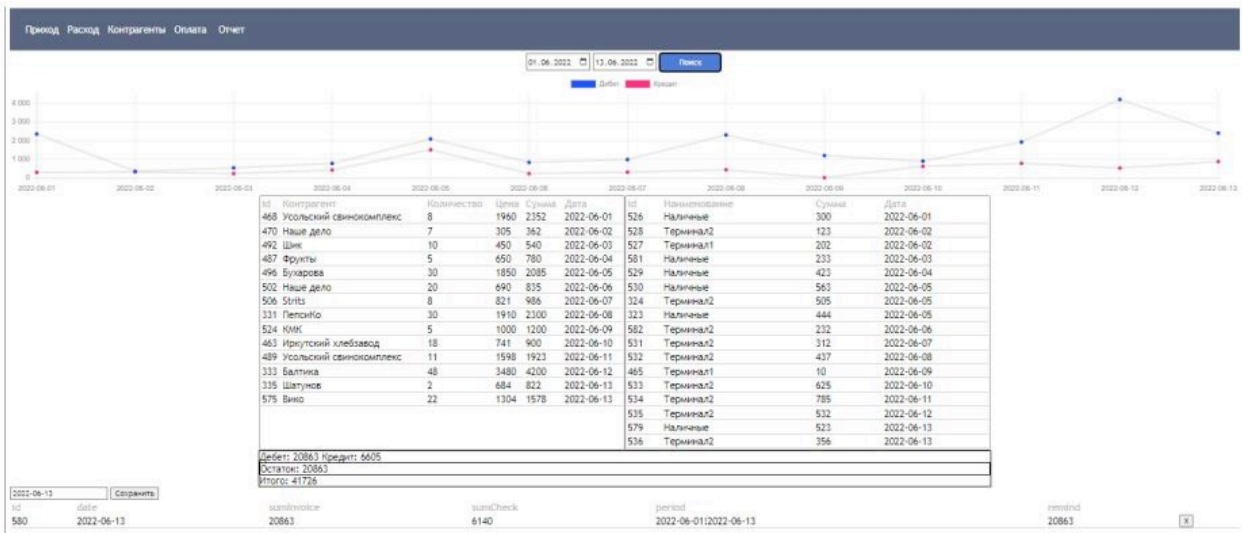 Приход Расход Контрагенты Оплата Отчет
01.06.2022 13.06.2022 Поиск
Дебет Кредит
4 000
3 000
2 000
1 000
0
2022-06-01 2022-06-02 2022-06-03 2022-06-04 2022-06-05 2022-06-06 2022-06-07 2022-06-08 2022-06-09 2022-06-10 2022-06-11 2022-06-12 2022-06-13
id Контрагент Количество Цена Сумма Дата id Наименование Сумма Дата
468 Усольский свинокомплекс 8 1960 2352 2022-06-01 526 Наличные 300 2022-06-01
470 Наше дело 7 305 362 2022-06-02 528 Терминал2 123 2022-06-02
492 Шик 10 450 540 2022-06-03 527 Терминал1 202 2022-06-02
487 Фрукты 5 650 780 2022-06-04 581 Наличные 233 2022-06-03
496 Бухарова 30 1850 2085 2022-06-05 529 Наличные 423 2022-06-04
502 Наше дело 20 690 835 2022-06-06 530 Наличные 563 2022-06-05
506 Strits 8 821 986 2022-06-07 324 Терминал2 505 2022-06-05
331 ПепсиКо 30 1910 2300 2022-06-08 323 Наличные 444 2022-06-05
524 КМК 5 1000 1200 2022-06-09 582 Терминал2 232 2022-06-06
463 Иркутский хлебзавод 18 741 900 2022-06-10 531 Терминал2 312 2022-06-07
489 Усольский свинокомплекс 11 1598 1923 2022-06-11 532 Терминал2 437 2022-06-08
333 Балтика 48 3480 4200 2022-06-12 465 Терминал1 10 2022-06-09
335 Шатунов 2 684 822 2022-06-13 533 Терминал2 625 2022-06-10
575 Вико 22 1304 1578 2022-06-13 534 Терминал2 785 2022-06-11
535 Терминал2 532 2022-06-12
579 Наличные 523 2022-06-13
536 Терминал2 356 2022-06-13
Дебет: 20863 Кредит: 6605
Остаток: 20863
Итого: 41726
2022-06-13 Сохранить
id date sumInvoice sumCheck period remind
580 2022-06-13 20863 6140 2022-06-01:2022-06-13 20863 X